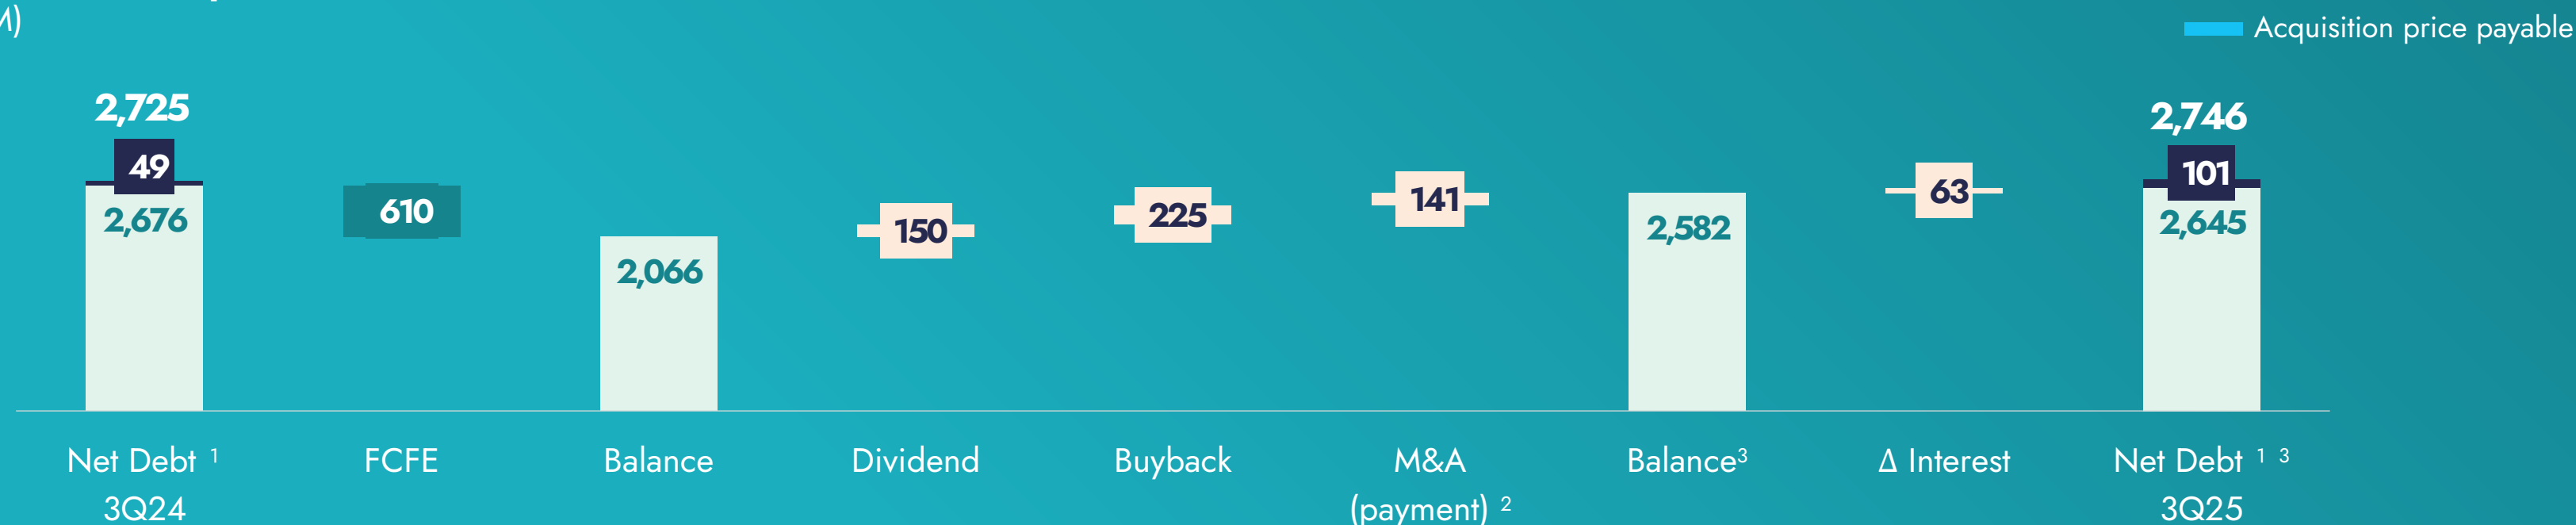 M)
Acquisition price payable
2,725
49
2,676
610
2,066
150
225
141
2,582
63
2,746
101
2,645
Net Debt ¹
3Q24
FCFE
Balance
Dividend
Buyback
M&A
(payment) ²
Balance³
Δ Interest
Net Debt ¹ ³
3Q25